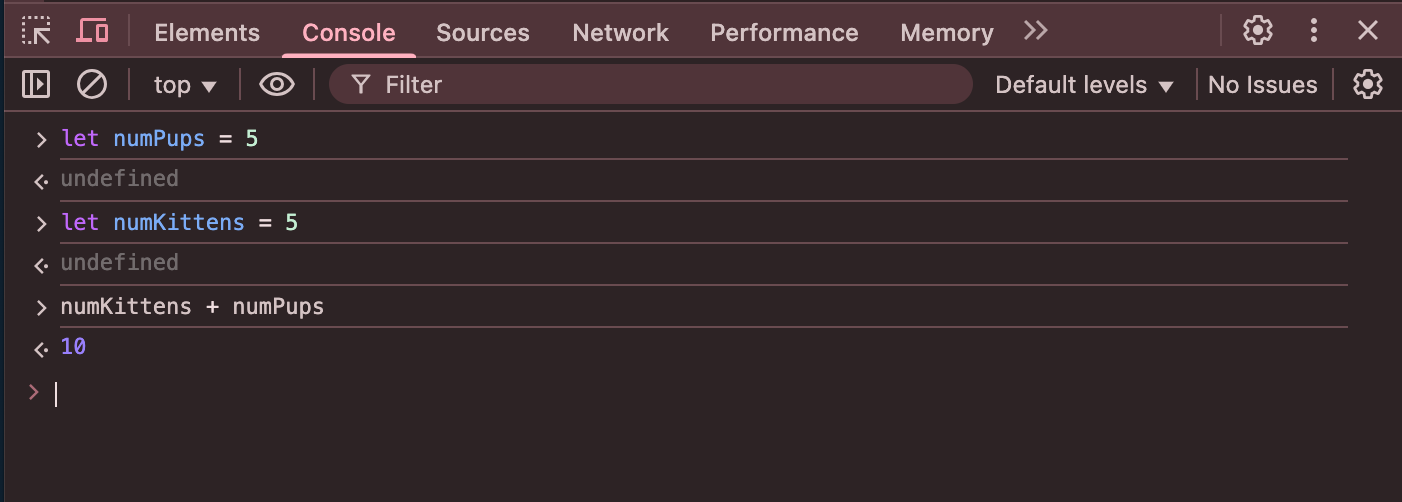 Elements Console Sources Network Performance Memory
top Filter Default levels No Issues
let numPups = 5
undefined
let numKittens = 5
undefined
numKittens + numPups
10